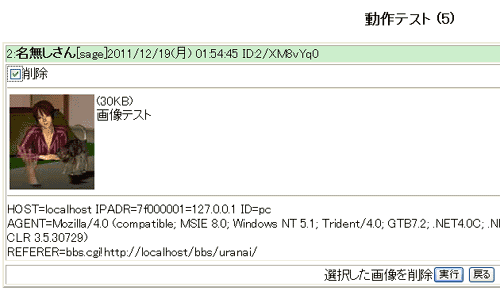 動作テスト (5)
2:名無しさん[sage]2011/12/19(月) 01:54:45 ID:2/XM8vYq0
削除
(30KB)
画像テスト
HOST=localhost IPADR=7f000001=127.0.0.1 ID=pc
AGENT=Mozilla/4.0 (compatible; MSIE 8.0; Windows NT 5.1; Trident/4.0; GTB7.2; .NET4.0C; .NE
CLR 3.5.30729)
REFERER=bbs.cgi!http://localhost/bbs/uranai/
選択した画像を削除 実行 戻る